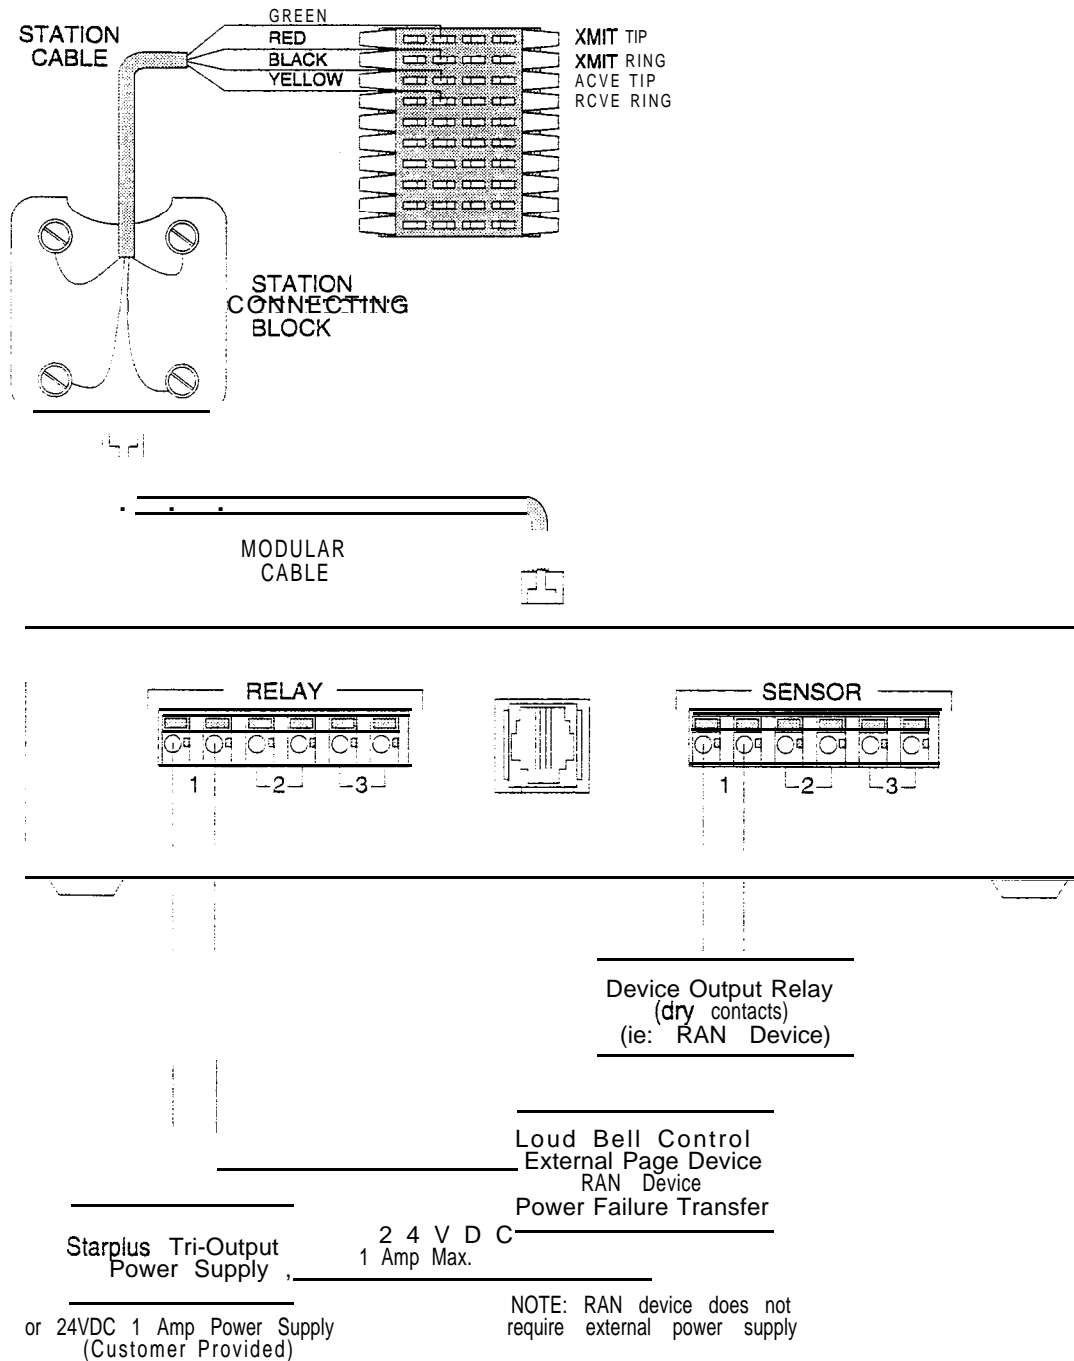 STATION
CABLE
GREEN
RED
BLACK
YELLOW
XMIT TIP
XMIT RING
ACVE TIP
RCVE RING
STATION
CONNECTING
BLOCK
MODULAR
CABLE
RELAY
1
2
3
SENSOR
1
2
3
Device Output Relay
(dry contacts)
(ie: RAN Device)
Loud Bell Control
External Page Device
RAN Device
Power Failure Transfer
24VDC
1 Amp Max.
Starplus Tri-Output
Power Supply ,
or 24VDC 1 Amp Power Supply
(Customer Provided)
NOTE: RAN device does not
require external power supply